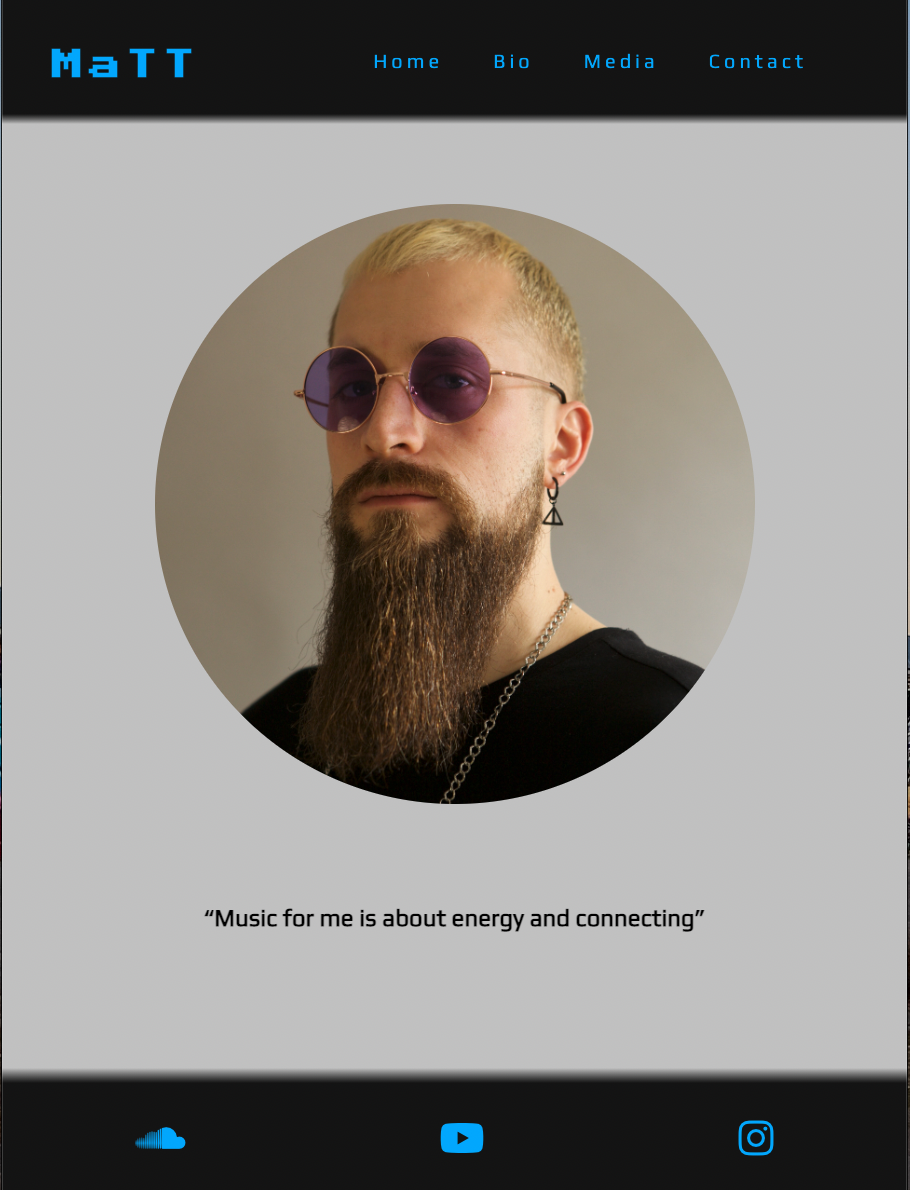 MaTT
Home Bio Media Contact
“Music for me is about energy and connecting”